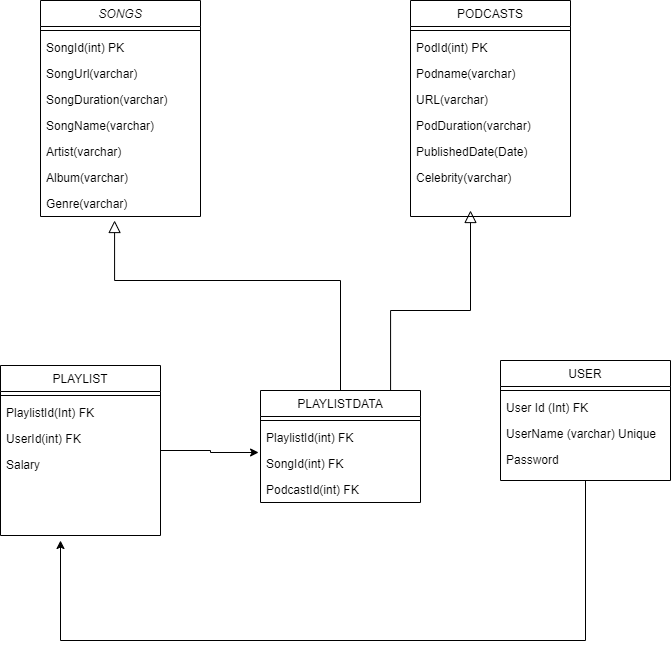 SONGS
SongId(int) PK
SongUrl(varchar)
SongDuration(varchar)
SongName(varchar)
Artist(varchar)
Album(varchar)
Genre(varchar)
PODCASTS
PodId(int) PK
Podname(varchar)
URL(varchar)
PodDuration(varchar)
PublishedDate(Date)
Celebrity(varchar)
PLAYLIST
PlaylistId(Int) FK
UserId(int) FK
Salary
PLAYLISTDATA
PlaylistId(int) FK
SongId(int) FK
PodcastId(int) FK
USER
User Id (Int) FK
UserName (varchar) Unique
Password